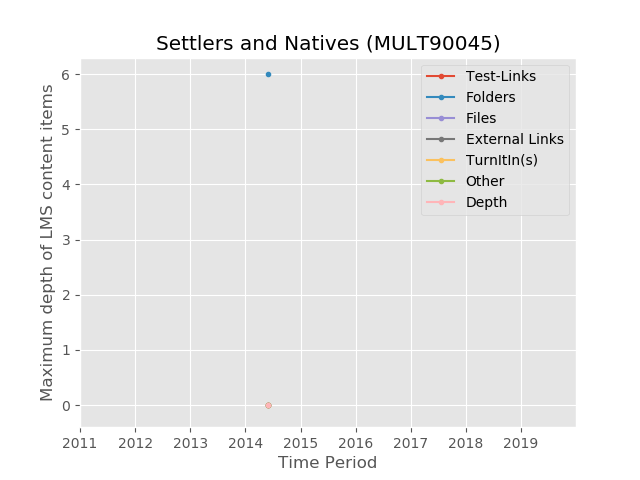 Settlers and Natives (MULT90045)
Maximum depth of LMS content items
6
5
4
3
2
1
0
Test-Links
Folders
Files
External Links
TurnItIn(s)
Other
Depth
2011 2012 2013 2014 2015 2016 2017 2018 2019
Time Period